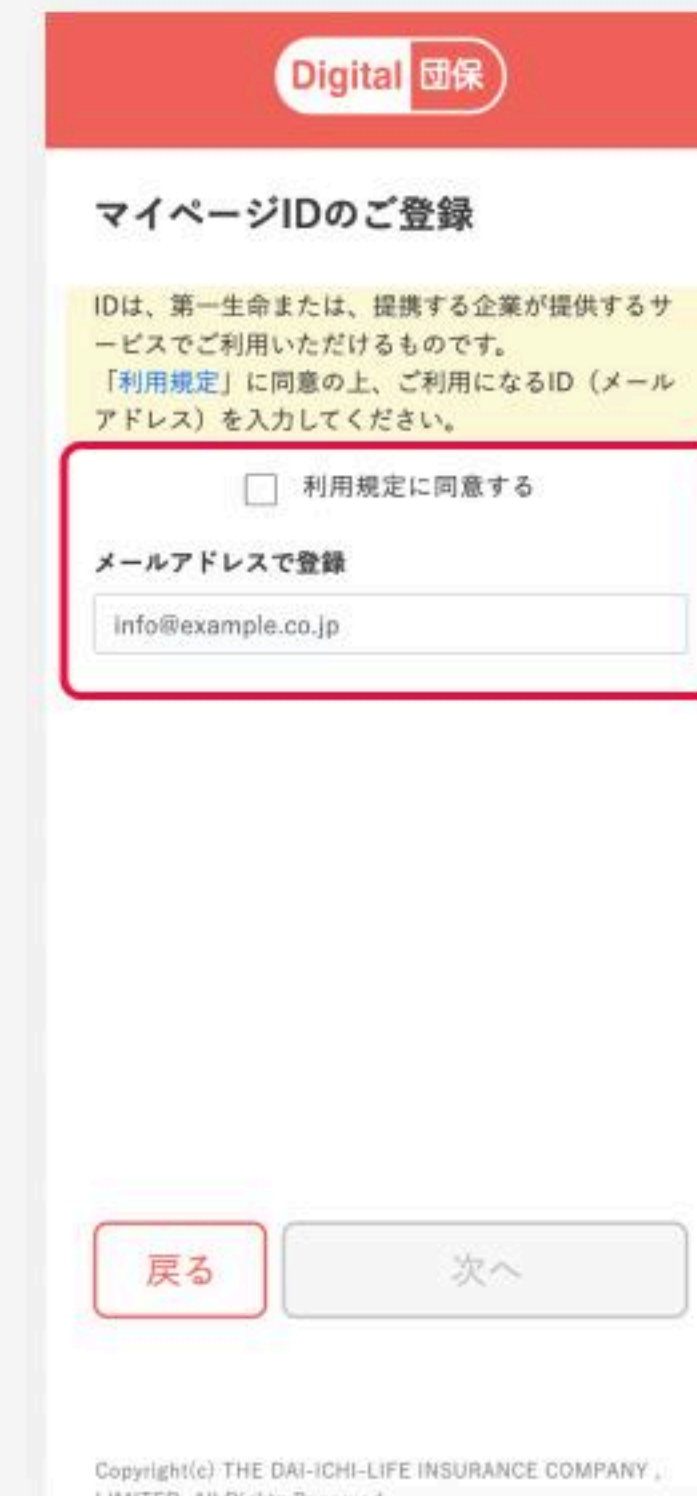 Digital 団保
マイページIDのご登録
IDは、第一生命または、提携する企業が提供するサ
ービスでご利用いただけるものです。
「利用規定」に同意の上、ご利用になるID（メール
アドレス）を入力してください。
利用規定に同意する
メールアドレスで登録
info@example.co.jp
戻る 次へ
Copyright(c) THE DAI-ICHI-LIFE INSURANCE COMPANY ,